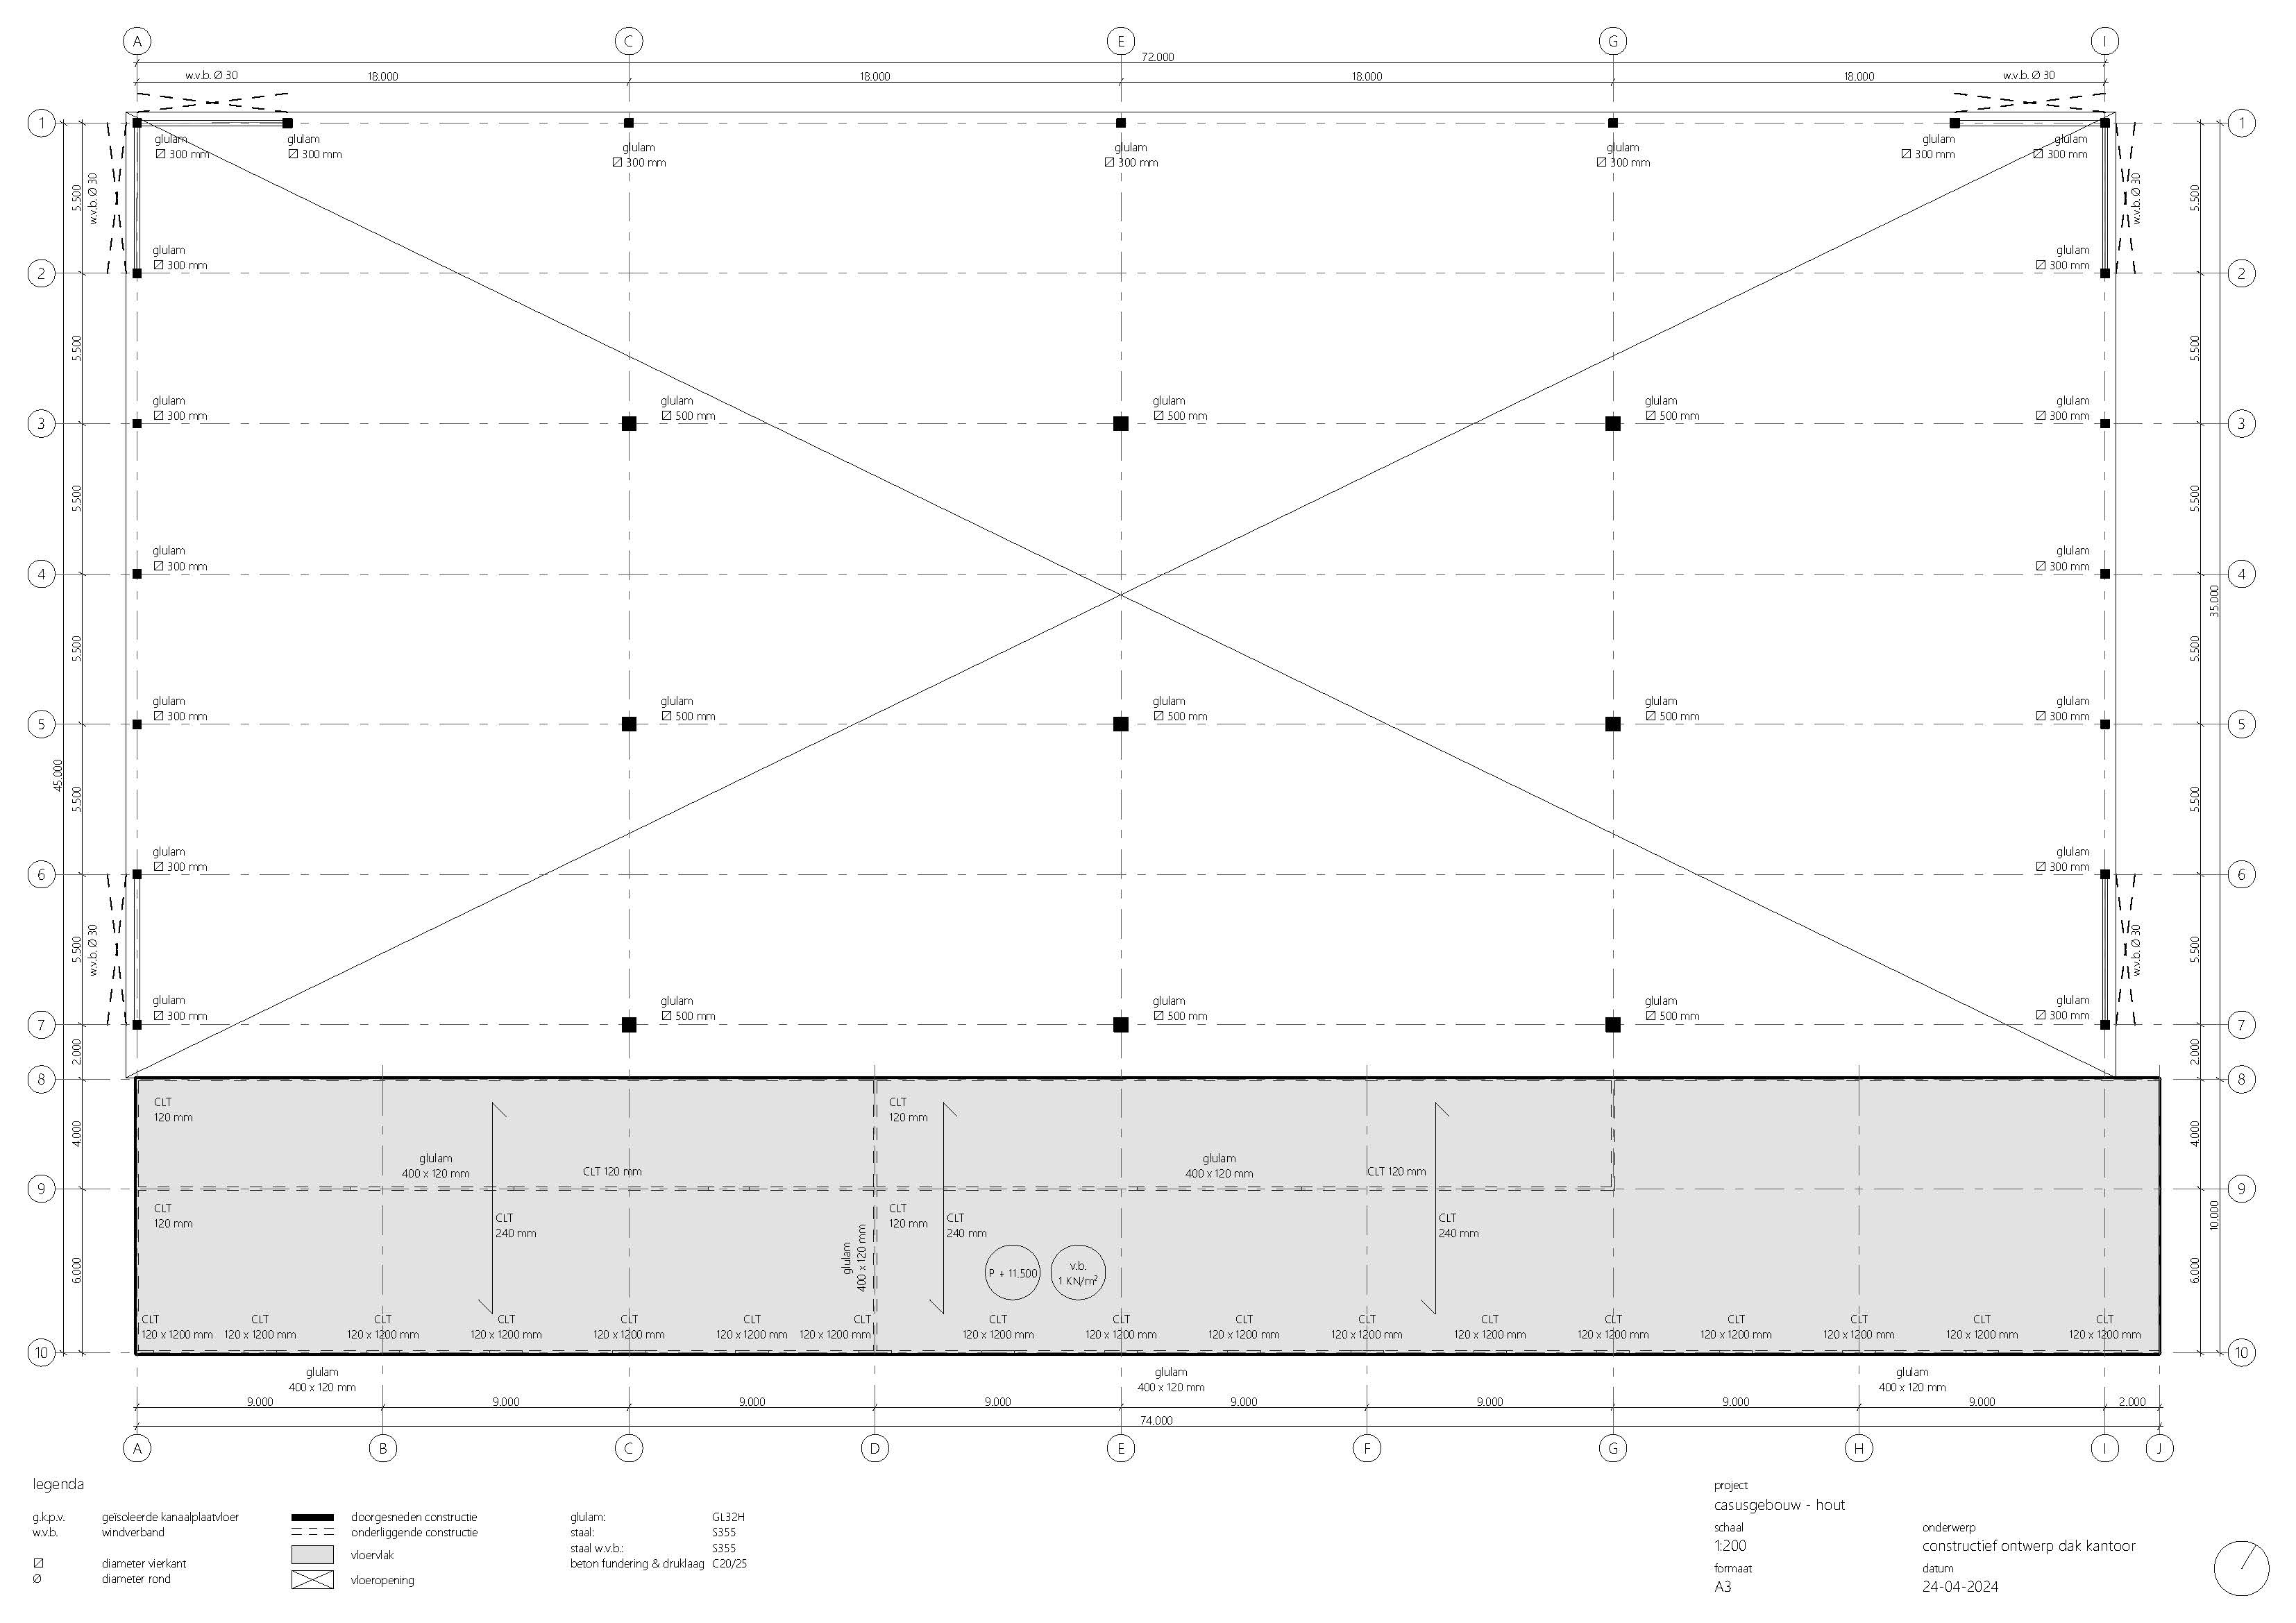 A
C
E
G
I
72.000
w.v.b. Ø 30
18.000
18.000
18.000
18.000
w.v.b. Ø 30
1
1
glulam
300 mm
glulam
300 mm
glulam
300 mm
glulam
300 mm
glulam
300 mm
300 mm
glulam
300 mm
5.500
w.v.b. Ø 30
w.v.b. Ø 30
5.500
glulam
300 mm
glulam
300 mm
2
2
5.500
5.500
glulam
300 mm
glulam
500 mm
glulam
500 mm
glulam
500 mm
glulam
300 mm
3
3
5.500
5.500
glulam
300 mm
glulam
300 mm
4
4
35.000
5.500
5.500
glulam
300 mm
glulam
500 mm
glulam
500 mm
glulam
500 mm
glulam
300 mm
5
5
45.000
5.500
5.500
glulam
300 mm
glulam
300 mm
6
6
5.500
w.v.b. Ø 30
w.v.b. Ø 30
5.500
glulam
300 mm
glulam
500 mm
glulam
500 mm
glulam
500 mm
glulam
300 mm
7
7
2.000
2.000
8
8
CLT
120 mm
CLT
120 mm
4.000
4.000
glulam
400 x 120 mm
CLT 120 mm
glulam
400 x 120 mm
CLT 120 mm
9
9
CLT
120 mm
CLT
240 mm
CLT
120 mm
CLT
240 mm
CLT
240 mm
10.000
glulam
400 x 120 mm
6.000
6.000
P + 11.500
v.b.
1 KN/m²
CLT
120 x 1200 mm
CLT
120 x 1200 mm
CLT
120 x 1200 mm
CLT
120 x 1200 mm
CLT
120 x 1200 mm
CLT
120 x 1200 mm
CLT
120 x 1200 mm
CLT
120 x 1200 mm
CLT
120 x 1200 mm
CLT
120 x 1200 mm
CLT
120 x 1200 mm
CLT
120 x 1200 mm
CLT
120 x 1200 mm
CLT
120 x 1200 mm
CLT
120 x 1200 mm
CLT
120 x 1200 mm
CLT
120 x 1200 mm
10
10
glulam
400 x 120 mm
glulam
400 x 120 mm
glulam
400 x 120 mm
9.000
9.000
9.000
9.000
9.000
9.000
9.000
9.000
2.000
74.000
A
B
C
D
E
F
G
H
I
J
legenda
g.k.p.v. geïsoleerde kanaalplaatvloer
w.v.b. windverband
diameter vierkant
Ø diameter rond
doorgesneden constructie
onderliggende constructie
vloervlak
vloeropening
glulam: GL32H
staal: S355
staal w.v.b.: S355
beton fundering & druklaag C20/25
project
casusgebouw - hout
schaal
1:200
formaat
A3
onderwerp
constructief ontwerp dak kantoor
datum
24-04-2024